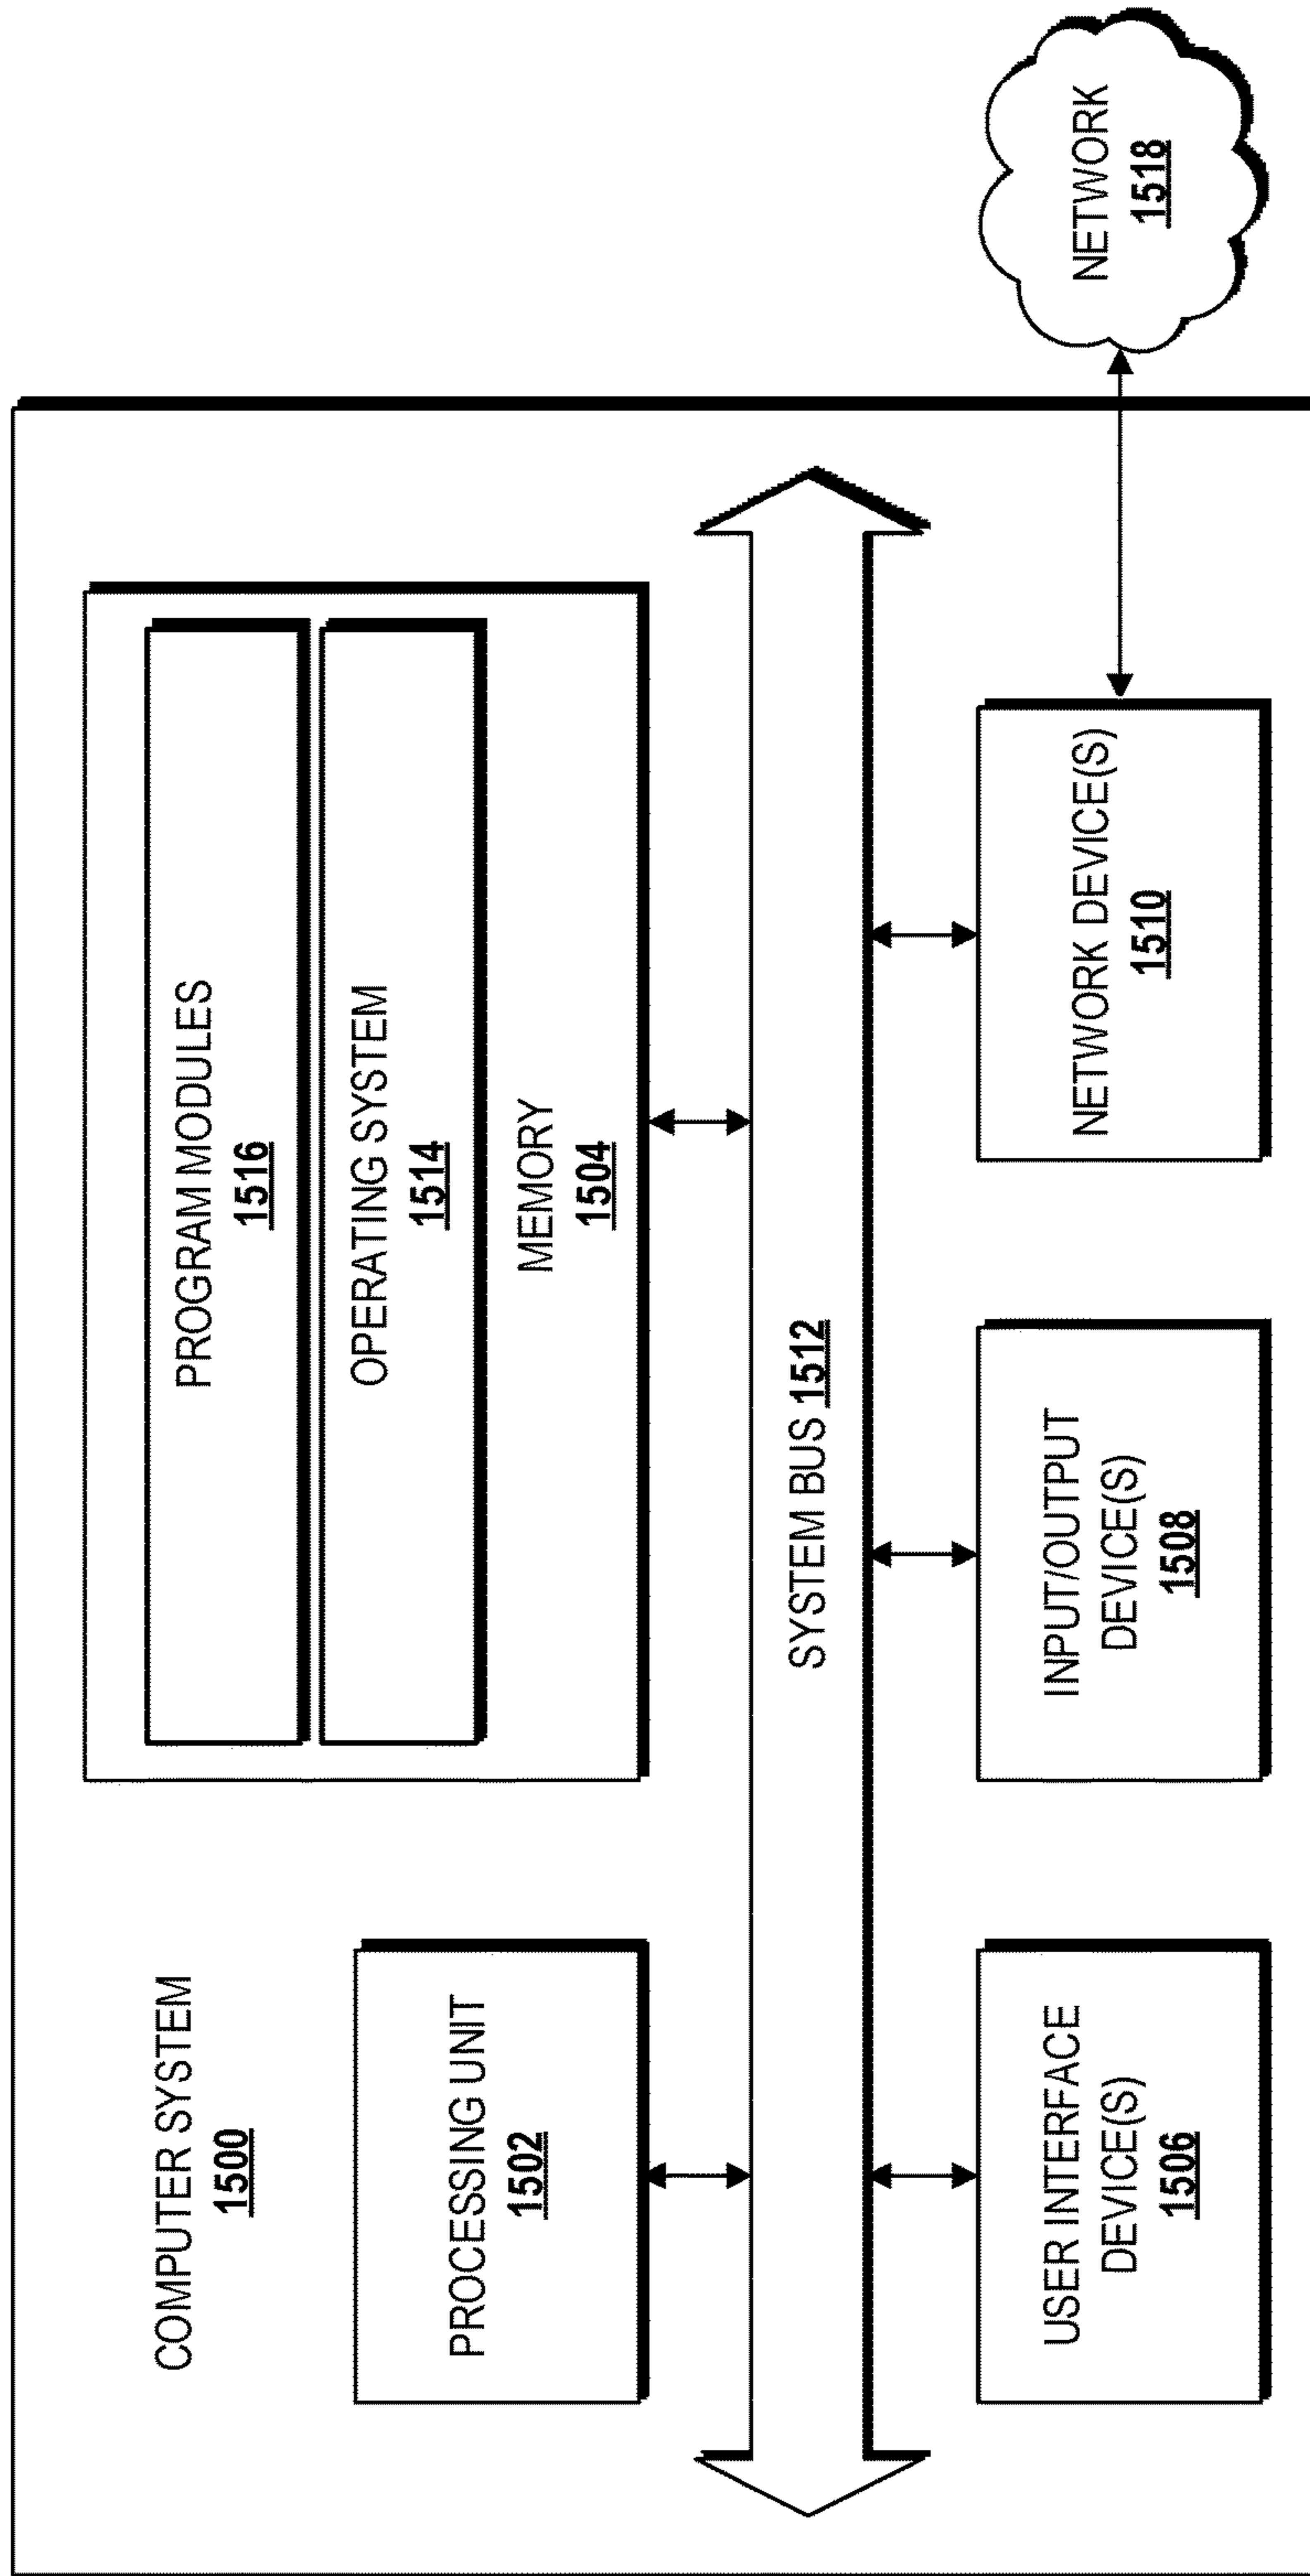 COMPUTER SYSTEM
1500
PROCESSING UNIT
1502
PROGRAM MODULES
1516
OPERATING SYSTEM
1514
MEMORY
1504
SYSTEM BUS 1512
USER INTERFACE
DEVICE(S)
1506
INPUT/OUTPUT
DEVICE(S)
1508
NETWORK DEVICE(S)
1510
NETWORK
1518